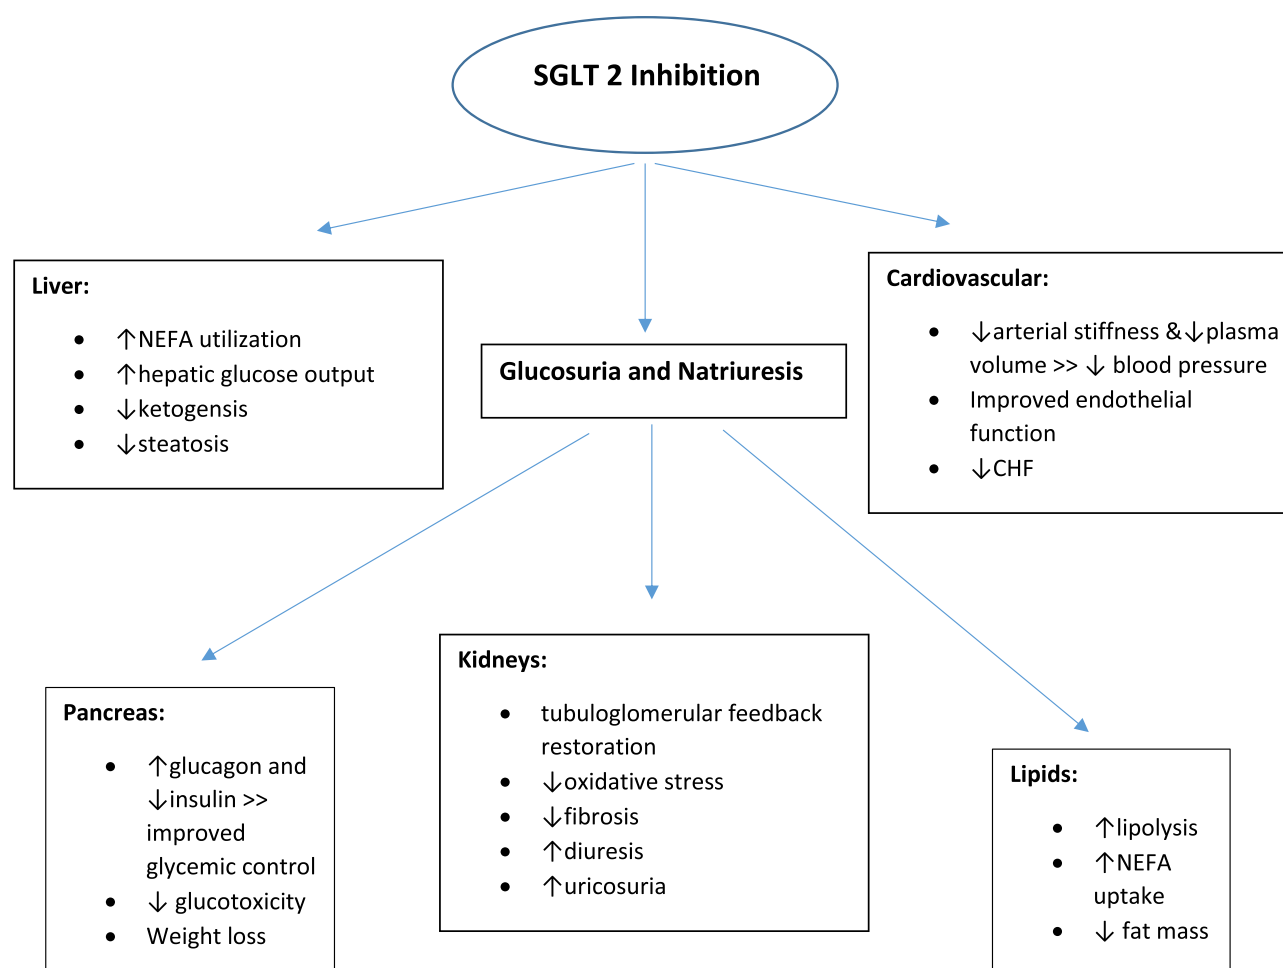 SGLT 2 Inhibition
Liver:
• ↑NEFA utilization
• ↑hepatic glucose output
• ↓ketogensis
• ↓steatosis
Glucosuria and Natriuresis
Cardiovascular:
• ↓arterial stiffness &↓plasma
volume >> ↓ blood pressure
• Improved endothelial
function
• ↓CHF
Pancreas:
• ↑glucagon and
↓insulin >>
improved
glycemic control
• ↓ glucotoxicity
• Weight loss
Kidneys:
• tubuloglomerular feedback
restoration
• ↓oxidative stress
• ↓fibrosis
• ↑diuresis
• ↑uricosuria
Lipids:
• ↑lipolysis
• ↑NEFA
uptake
• ↓ fat mass